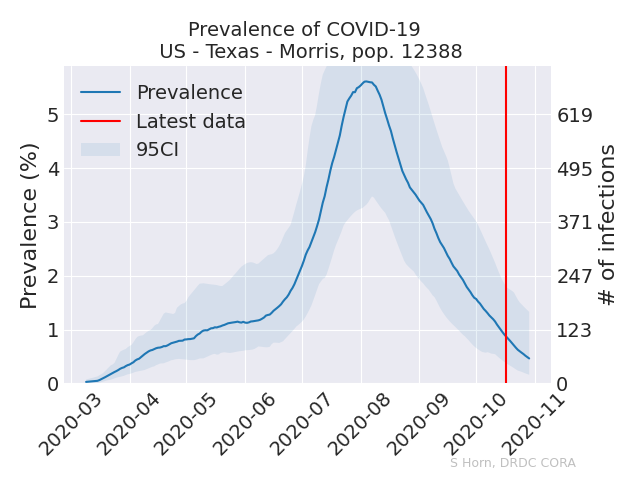 Prevalence of COVID-19
US - Texas - Morris, pop. 12388
Prevalence
Latest data
95CI
Prevalence (%)
5
4
3
2
1
0
# of infections
619
495
371
247
123
0
2020-03
2020-04
2020-05
2020-06
2020-07
2020-08
2020-09
2020-10
2020-11
S Horn, DRDC CORA